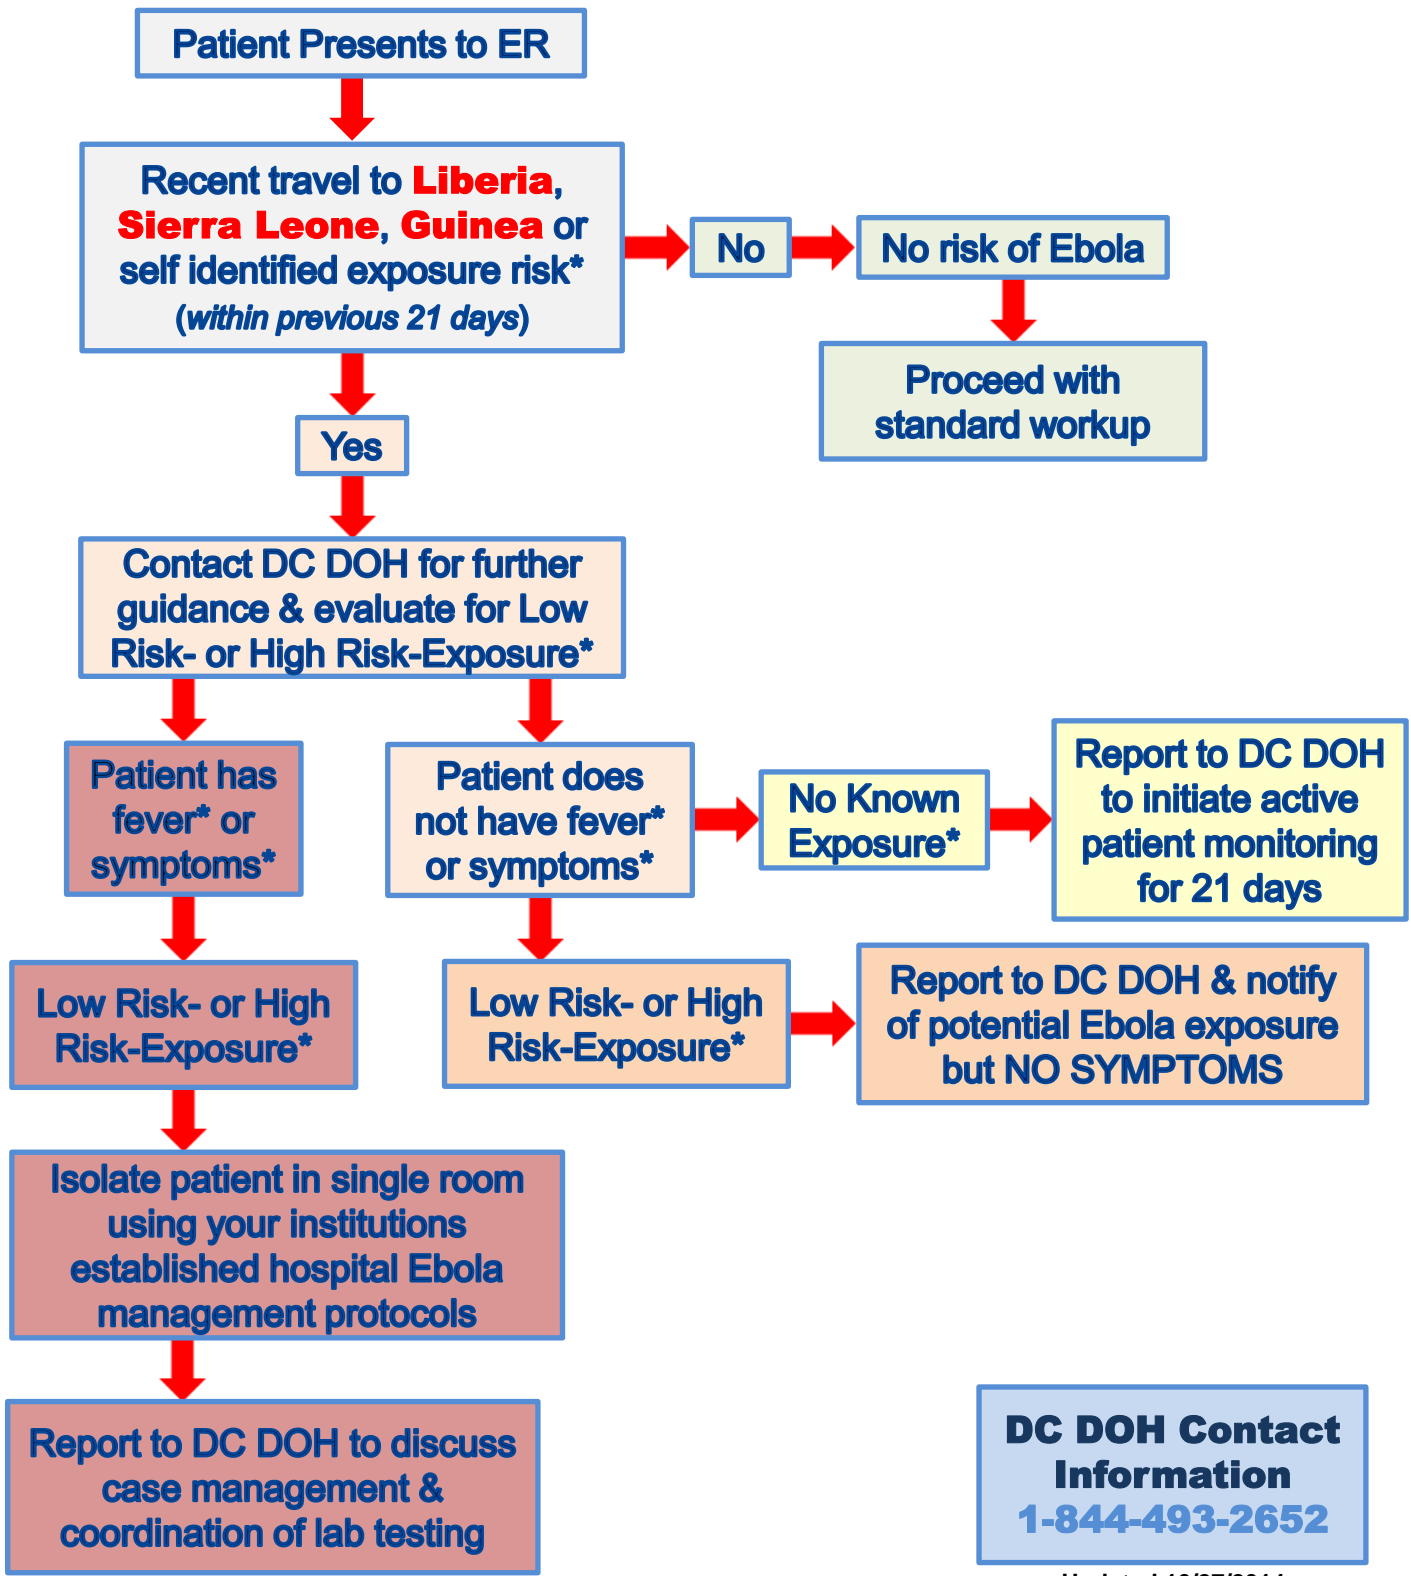 Patient Presents to ER
Recent travel to Liberia,
Sierra Leone, Guinea or
self identified exposure risk*
(within previous 21 days)
No
No risk of Ebola
Proceed with
standard workup
Yes
Contact DC DOH for further
guidance & evaluate for Low
Risk- or High Risk-Exposure*
Patient has
fever* or
symptoms*
Patient does
not have fever*
or symptoms*
No Known
Exposure*
Report to DC DOH
to initiate active
patient monitoring
for 21 days
Low Risk- or High
Risk-Exposure*
Low Risk- or High
Risk-Exposure*
Report to DC DOH & notify
of potential Ebola exposure
but NO SYMPTOMS
Isolate patient in single room
using your institutions
established hospital Ebola
management protocols
Report to DC DOH to discuss
case management &
coordination of lab testing
DC DOH Contact
Information
1-844-493-2652